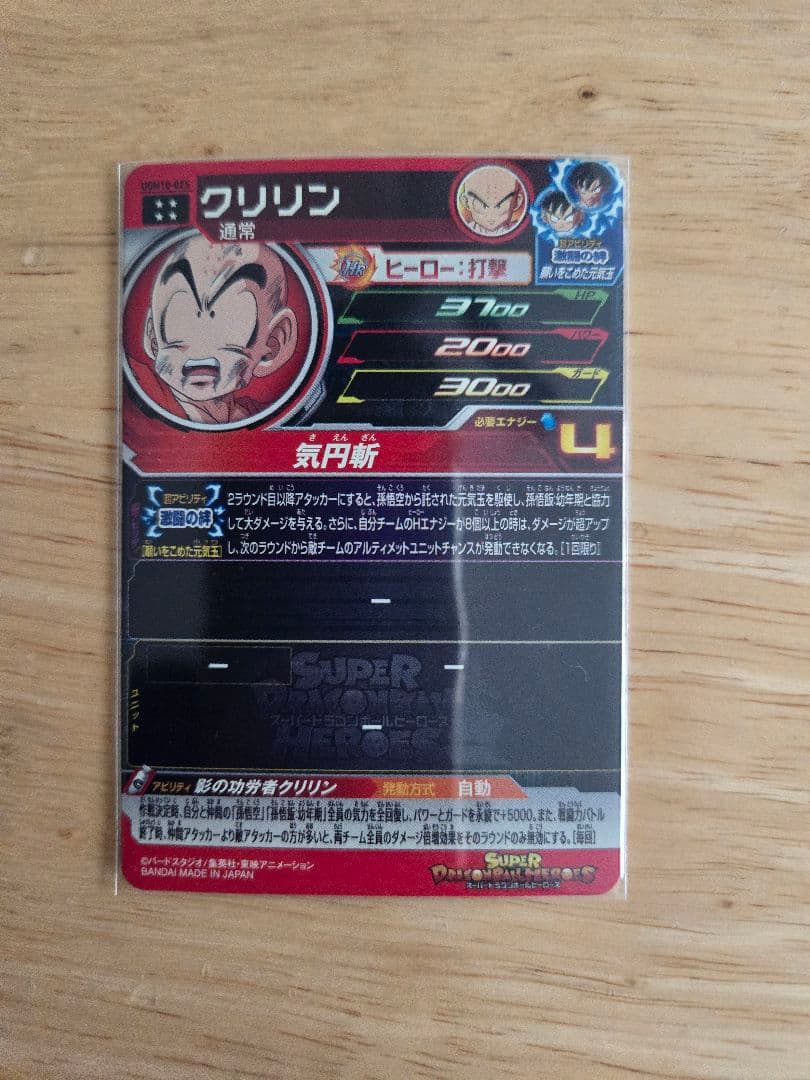 UGM10-025
クリリン
通常
超アビリティ
激闘の絆
願いをこめた元気玉
HR
ヒーロー:打撃
HP
3700
パワー
2000
ガード
3000
必要エナジー 4
きえんざん
気円斬
超アビリティ
激闘の絆
[願いをこめた元気玉]
2ラウンド目以降アタッカーにすると、孫悟空から託された元気玉を駆使し、孫悟飯:幼年期と協力
して大ダメージを与える。さらに、自分チームのHエナジーが8個以上の時は、ダメージが超アップ
し、次のラウンドから敵チームのアルティメットユニットチャンスが発動できなくなる。[1回限り]
ー
ユニット
ー ー
ー
SUPER
DRAGONBALL
スーパードラゴンボールヒーローズ
HEROES
アビリティ 影の功労者クリリン 発動方式 自動
作戦決定時、自分と仲間の「孫悟空」「孫悟飯:幼年期」全員の気力を全回復し、パワーとガードを永続で+5000。また、戦闘力バトル
終了時、仲間アタッカーより敵アタッカーの方が多いと、両チーム全員のダメージ倍増効果をそのラウンドのみ無効にする。[毎回]
©バードスタジオ/集英社・東映アニメーション
BANDAI MADE IN JAPAN
SUPER
DRAGONBALL HEROES
スーパードラゴンボールヒーローズ